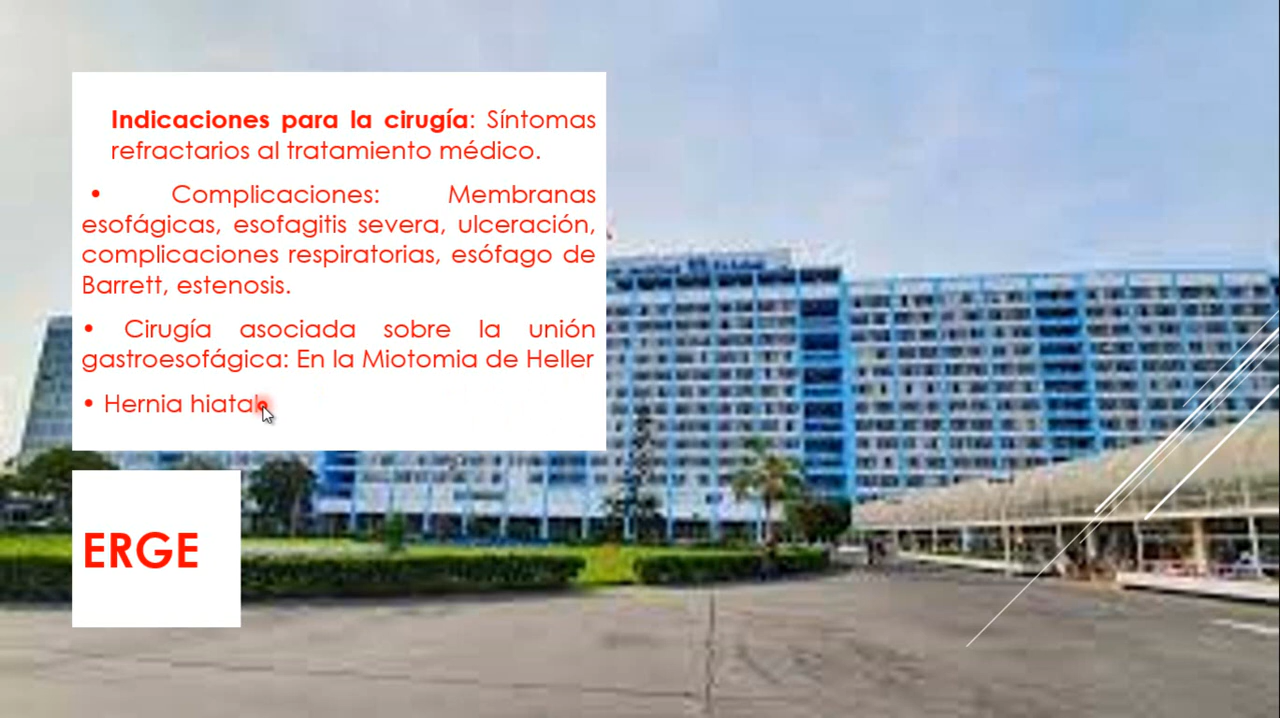 Indicaciones para la cirugía: Síntomas
refractarios al tratamiento médico.
• Complicaciones: Membranas
esofágicas, esofagitis severa, ulceración,
complicaciones respiratorias, esófago de
Barrett, estenosis.
• Cirugía asociada sobre la unión
gastroesofágica: En la Miotomia de Heller
• Hernia hiatal
ERGE